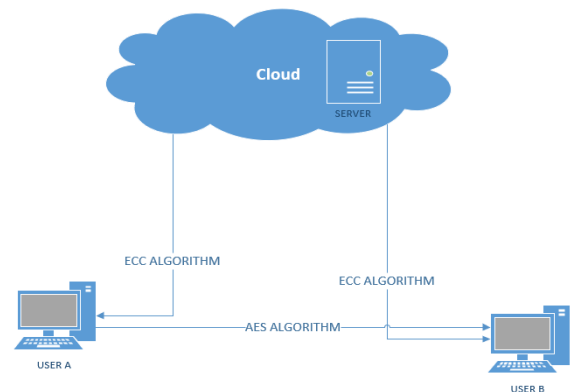 Cloud
SERVER
ECC ALGORITHM
ECC ALGORITHM
AES ALGORITHM
USER A
USER B